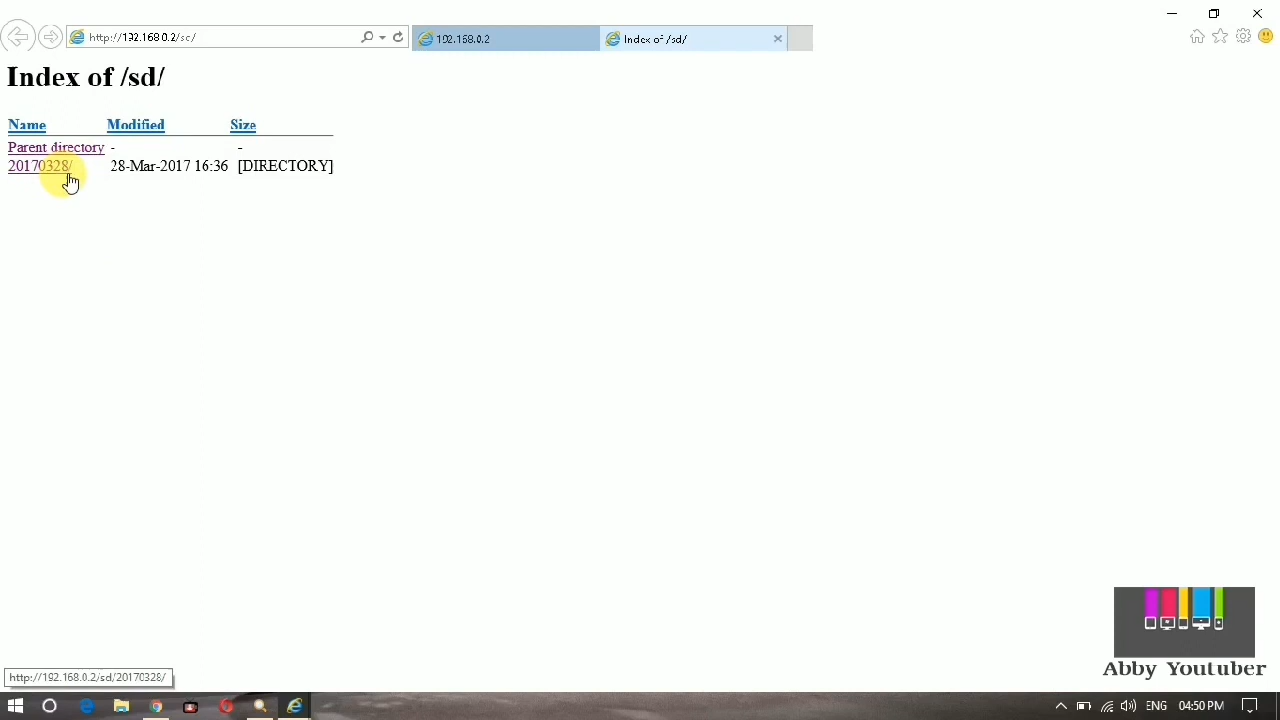 http://192.168.0.2/sd/
192.168.0.2
Index of /sd/
Index of /sd/
Name Modified Size
Parent directory - -
20170328/ 28-Mar-2017 16:36 [DIRECTORY]
Abby Youtuber
http://192.168.0.2/sd/20170328/
ENG 04:50 PM